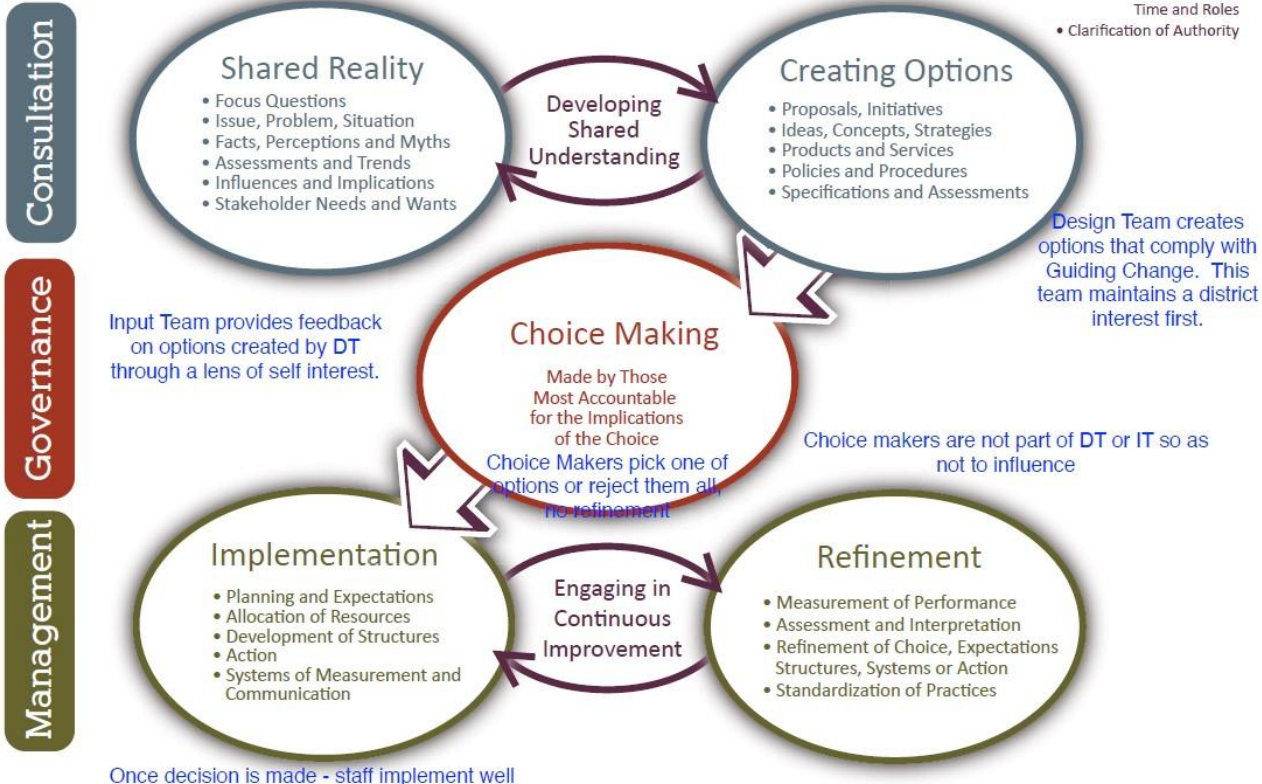 Time and Roles
• Clarification of Authority
Consultation
Shared Reality
• Focus Questions
• Issue, Problem, Situation
• Facts, Perceptions and Myths
• Assessments and Trends
• Influences and Implications
• Stakeholder Needs and Wants
Developing
Shared
Understanding
Creating Options
• Proposals, Initiatives
• Ideas, Concepts, Strategies
• Products and Services
• Policies and Procedures
• Specifications and Assessments
Design Team creates
options that comply with
Guiding Change. This
team maintains a district
interest first.
Governance
Input Team provides feedback
on options created by DT
through a lens of self interest.
Choice Making
Made by Those
Most Accountable
for the Implications
of the Choice
Choice Makers pick one of
options or reject them all,
no refinement
Choice makers are not part of DT or IT so as
not to influence
Management
Implementation
• Planning and Expectations
• Allocation of Resources
• Development of Structures
• Action
• Systems of Measurement and
Communication
Engaging in
Continuous
Improvement
Refinement
• Measurement of Performance
• Assessment and Interpretation
• Refinement of Choice, Expectations
Structures, Systems or Action
• Standardization of Practices
Once decision is made - staff implement well